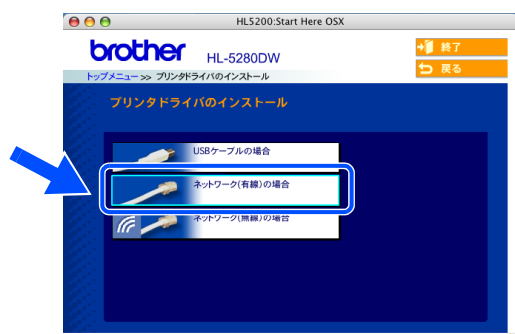 HL5200:Start Here OSX
brother HL-5280DW
終了
戻る
トップメニュー >> プリンタドライバのインストール
プリンタドライバのインストール
USBケーブルの場合
ネットワーク(有線)の場合
ネットワーク(無線)の場合